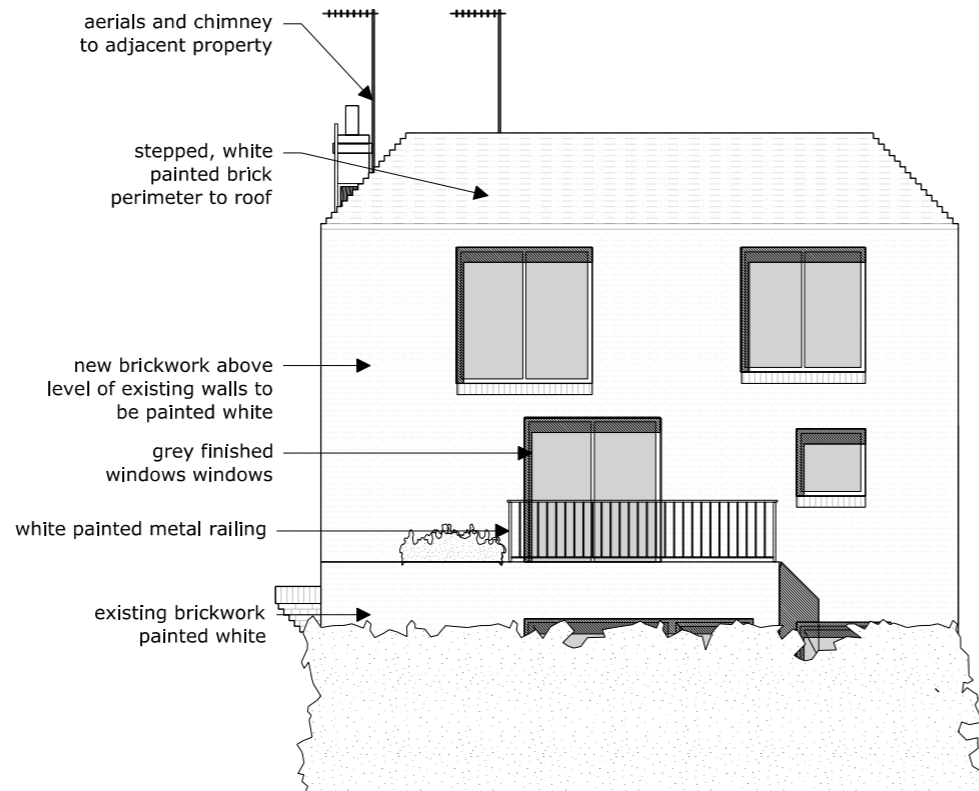 aerials and chimney
to adjacent property
stepped, white
painted brick
perimeter to roof
new brickwork above
level of existing walls to
be painted white
grey finished
windows windows
white painted metal railing
existing brickwork
painted white